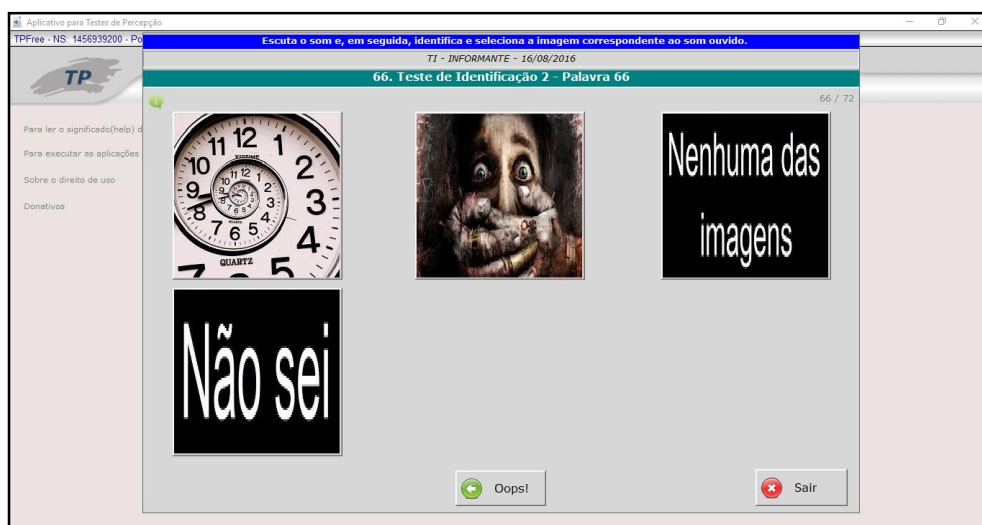 Aplicativo para Testes de Percepção
TPFree - NS: 1456939200 - Po
Escuta o som e, em seguida, identifica e seleciona a imagem correspondente ao som ouvido.
TI - INFORMANTE - 16/08/2016
TP
66. Teste de Identificação 2 - Palavra 66
66 / 72
Para ler o significado(help) d
Para executar as aplicações
Sobre o direito de uso
Donativos
11 12 1
10 2
9 3
8 4
7 6 5
QUARTZ
7 5
Nenhuma das
imagens
Não sei
Oops!
Sair